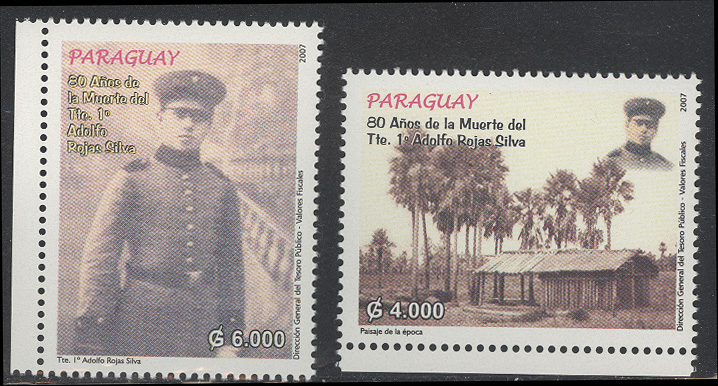 PARAGUAY
80 Años de
la Muerte del
Tte. 1º
Adolfo
Rojas Silva
2007
Dirección General del Tesoro Público - Valores Fiscales
₲ 6.000
Tte. 1º Adolfo Rojas Silva
PARAGUAY
80 Años de la Muerte del
Tte. 1º Adolfo Rojas Silva
2007
Dirección General del Tesoro Público - Valores Fiscales
₲ 4.000
Paisaje de la época